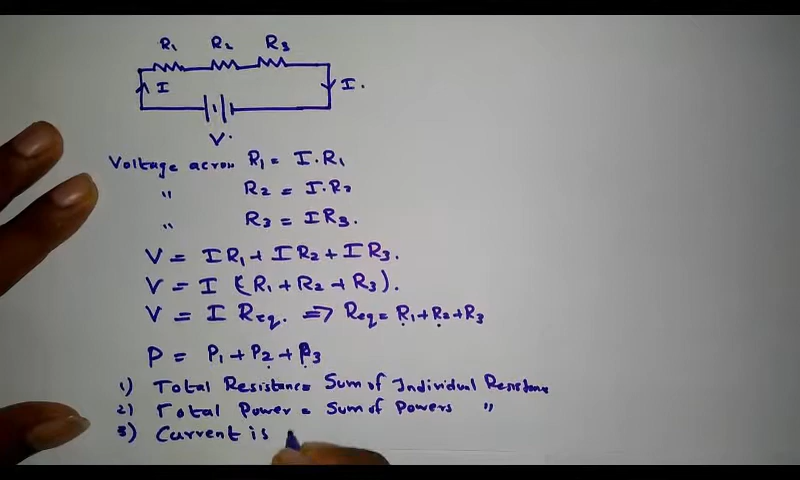 R1 R2 R3
I I.
V.
Voltage across R1 = I.R1
" R2 = I.R2
" R3 = IR3.
V = IR1 + IR2 + IR3.
V = I (R1 + R2 + R3).
V = I Req. => Req = R1+R2+R3
P = P1 + P2 + P3
1) Total Resistance = Sum of Individual Resistance
2) Total Power = Sum of Powers "
3) Current is